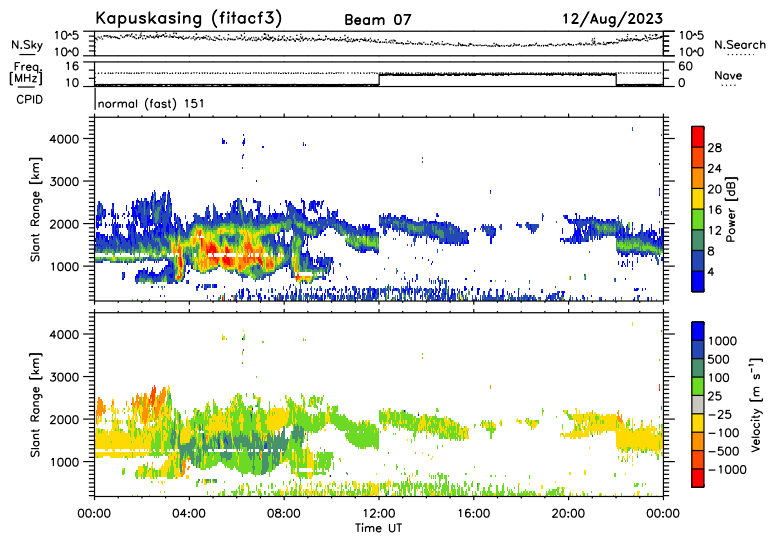 Kapuskasing (fitacf3) Beam 07 12/Aug/2023
N.Sky 10^5 10^0 10^5 10^0 N.Search
Freq. [MHz] 16 10 60 0 Nave
CPID normal (fast) 151
Slant Range [km] 4000 3000 2000 1000
Power [dB] 28 24 20 16 12 8 4
Slant Range [km] 4000 3000 2000 1000
Velocity [m s⁻¹] 1000 500 100 25 −25 −100 −500 −1000
00:00 04:00 08:00 12:00 16:00 20:00 00:00
Time UT